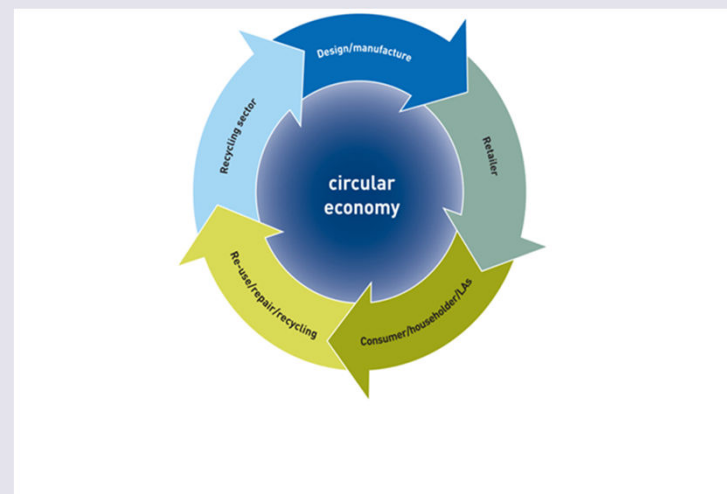 Design/manufacture
Retailer
Consumer/householder/LAs
Re-use/repair/recycling
Recycling sector
circular
economy